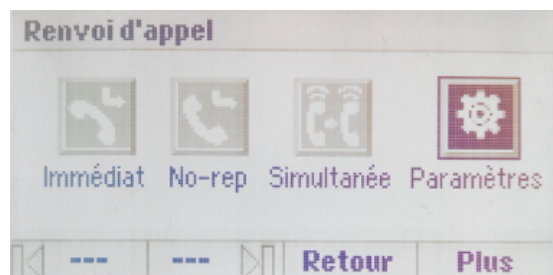 Renvoi d'appel
Immédiat No-rep Simultanée Paramètres
--- --- Retour Plus